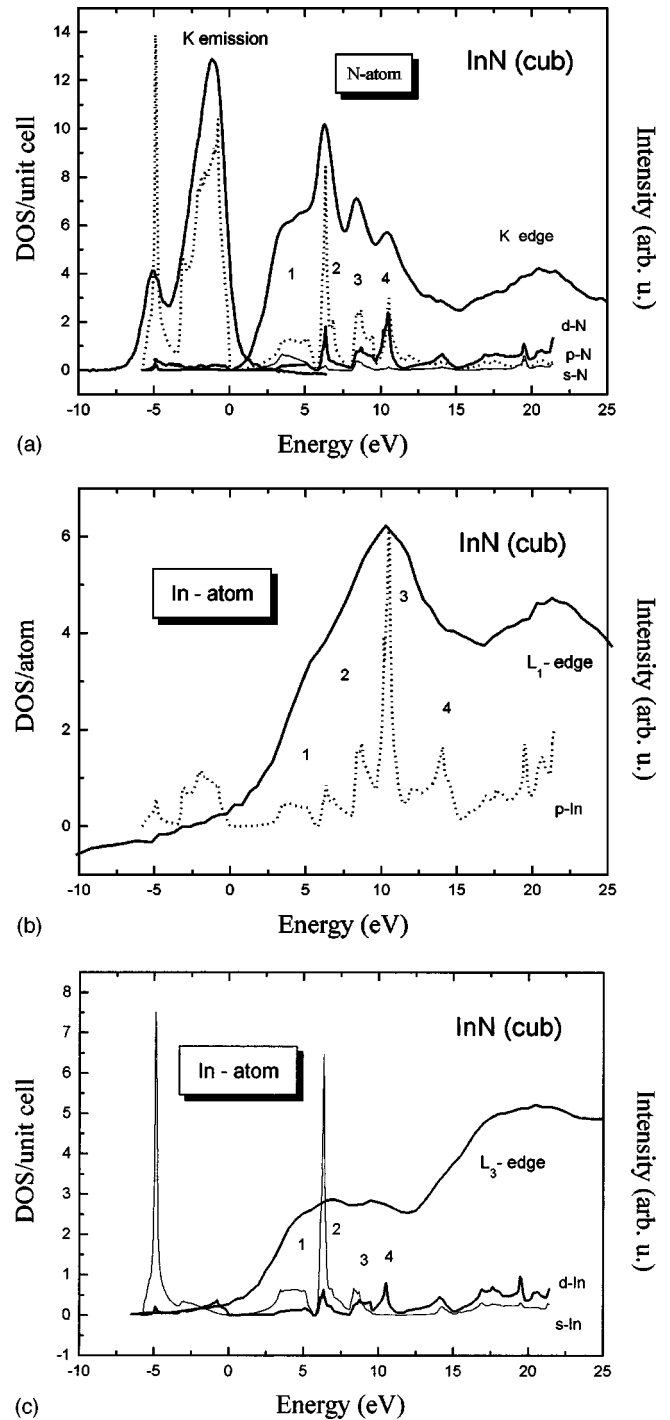 K emission
N-atom
InN (cub)
DOS/unit cell
Intensity (arb. u.)
14
12
10
8
6
4
2
0
K edge
1
2
3
4
d-N
p-N
s-N
-10
-5
0
5
10
15
20
25
Energy (eV)
(a)
InN (cub)
In - atom
DOS/atom
Intensity (arb. u.)
6
4
2
0
1
2
3
4
L1- edge
p-In
-10
-5
0
5
10
15
20
25
Energy (eV)
(b)
InN (cub)
In - atom
DOS/unit cell
Intensity (arb. u.)
8
7
6
5
4
3
2
1
0
-1
L3- edge
1
2
3
4
d-In
s-In
-10
-5
0
5
10
15
20
25
Energy (eV)
(c)